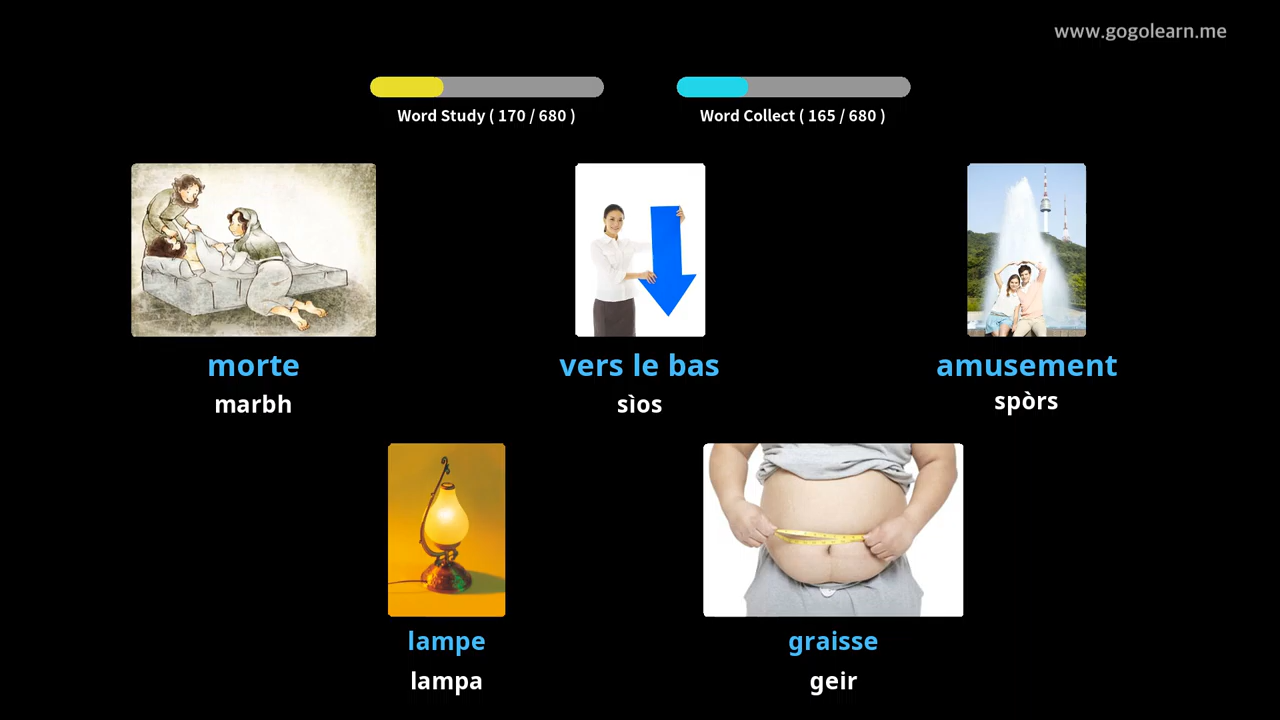 www.gogolearn.me
Word Study ( 170 / 680 )
Word Collect ( 165 / 680 )
morte
marbh
vers le bas
sìos
amusement
spòrs
lampe
lampa
graisse
geir